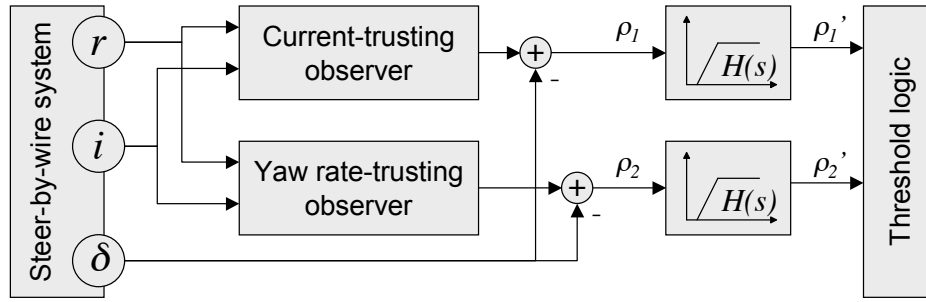 Steer-by-wire system
r
i
δ
Current-trusting
observer
Yaw rate-trusting
observer
+
-
+
-
ρ1
ρ2
H(s)
H(s)
ρ1'
ρ2'
Threshold logic